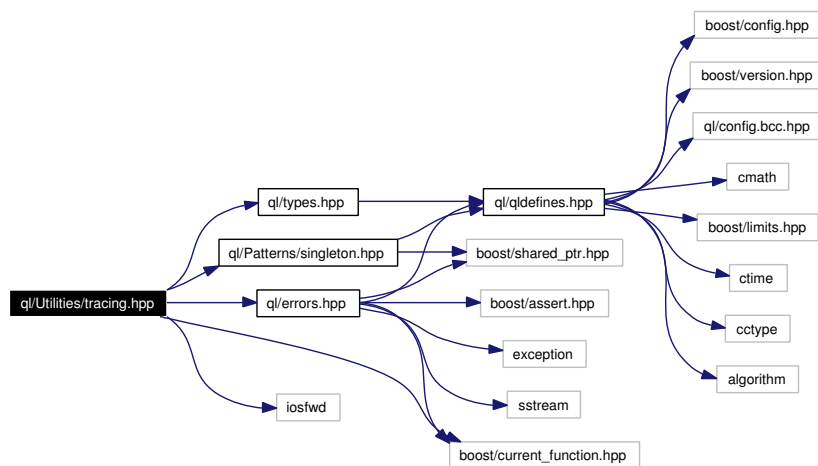 boost/config.hpp
boost/version.hpp
ql/config.bcc.hpp
cmath
ql/types.hpp
ql/qldefines.hpp
boost/limits.hpp
ql/Patterns/singleton.hpp
boost/shared_ptr.hpp
ctime
ql/Utilities/tracing.hpp
ql/errors.hpp
boost/assert.hpp
cctype
exception
algorithm
iosfwd
sstream
boost/current_function.hpp